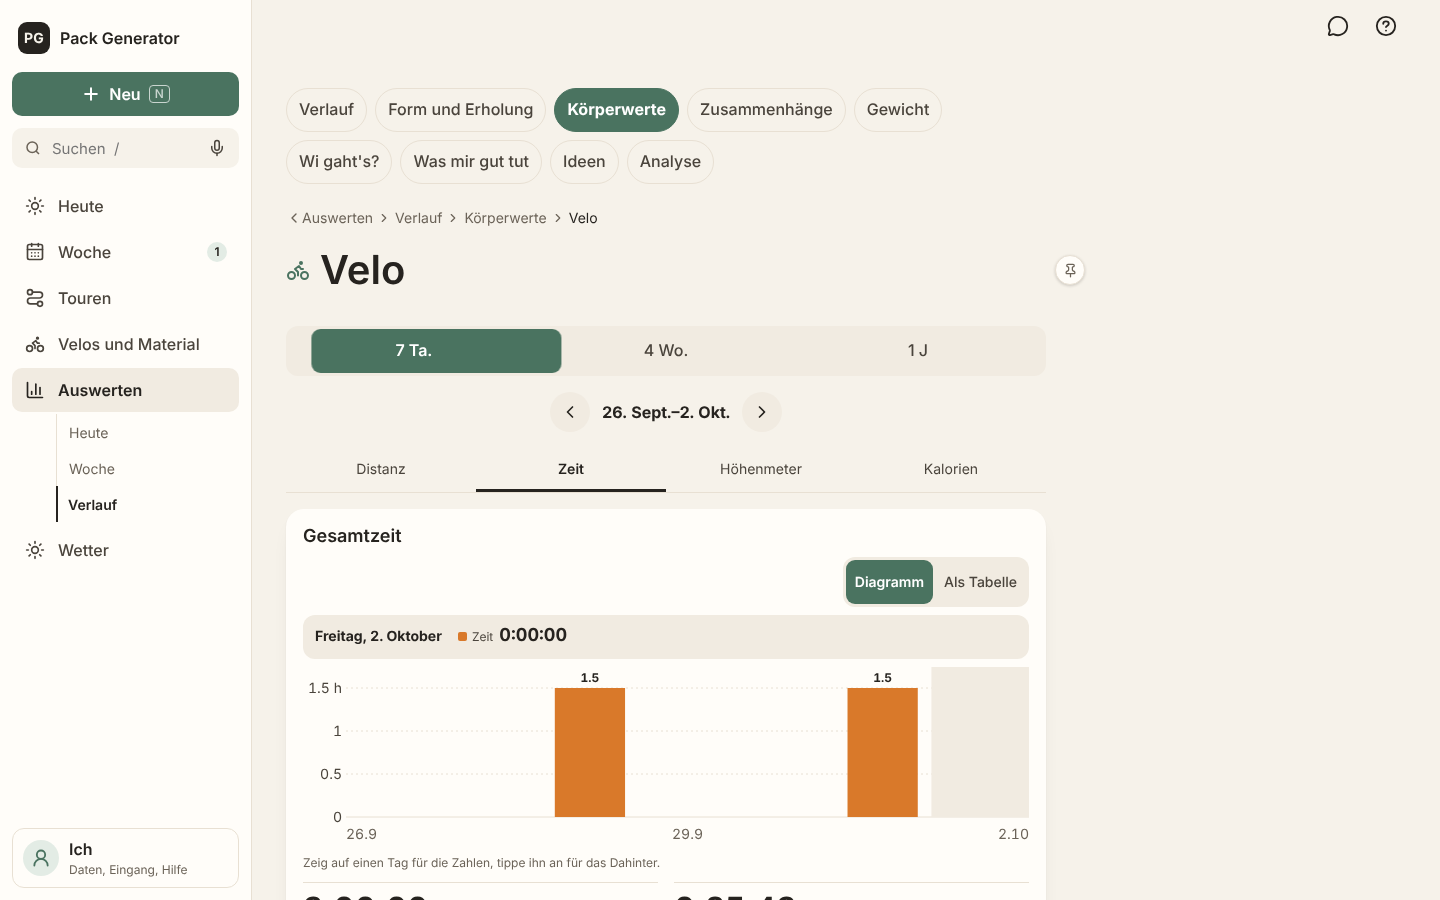 PG Pack Generator
Neu N
Suchen /
Heute
Woche 1
Touren
Velos und Material
Auswerten
Heute
Woche
Verlauf
Wetter
Ich
Daten, Eingang, Hilfe
Verlauf Form und Erholung Körperwerte Zusammenhänge Gewicht
Wi gaht's? Was mir gut tut Ideen Analyse
Auswerten Verlauf Körperwerte Velo
Velo
7 Ta. 4 Wo. 1 J
26. Sept.–2. Okt.
Distanz Zeit Höhenmeter Kalorien
Gesamtzeit
Diagramm Als Tabelle
Freitag, 2. Oktober Zeit 0:00:00
1.5 1.5
1.5 h
1
0.5
0
26.9 29.9 2.10
Zeig auf einen Tag für die Zahlen, tippe ihn an für das Dahinter.